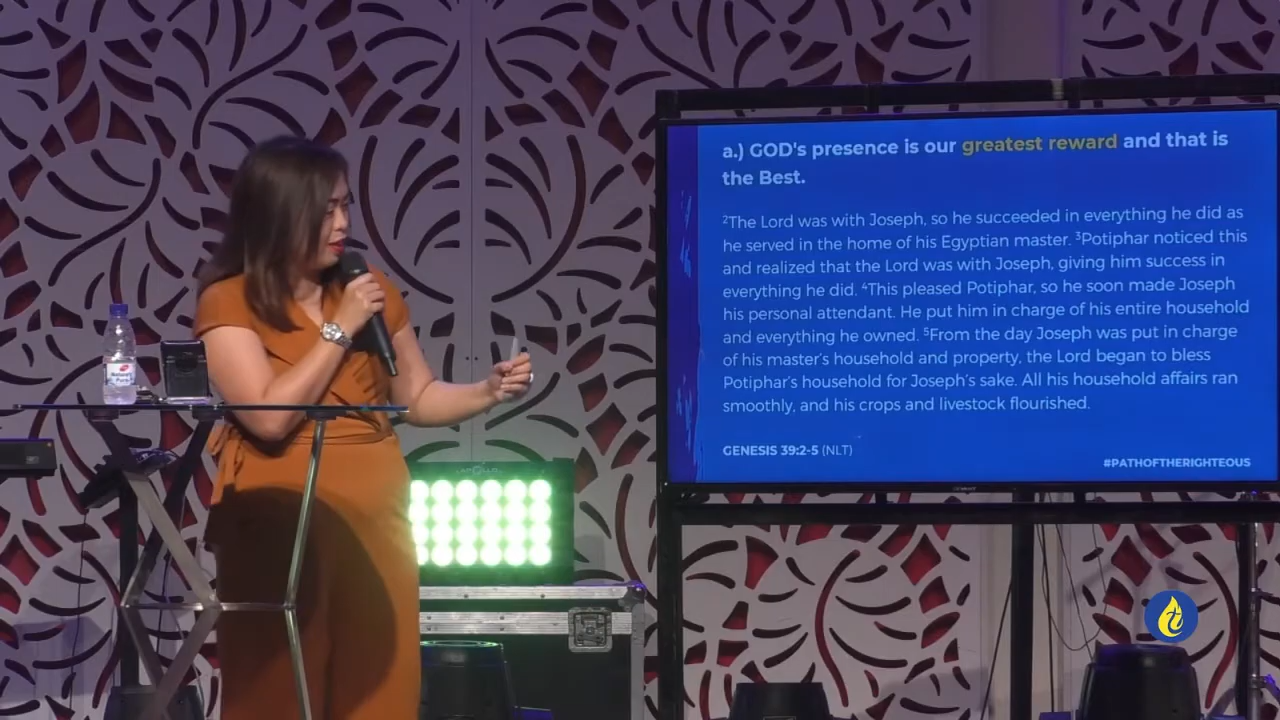 a.) GOD's presence is our greatest reward and that is
the Best.
²The Lord was with Joseph, so he succeeded in everything he did as
he served in the home of his Egyptian master. ³Potiphar noticed this
and realized that the Lord was with Joseph, giving him success in
everything he did. ⁴This pleased Potiphar, so he soon made Joseph
his personal attendant. He put him in charge of his entire household
and everything he owned. ⁵From the day Joseph was put in charge
of his master's household and property, the Lord began to bless
Potiphar's household for Joseph's sake. All his household affairs ran
smoothly, and his crops and livestock flourished.
GENESIS 39:2-5 (NLT)
#PATHOFTHERIGHTEOUS